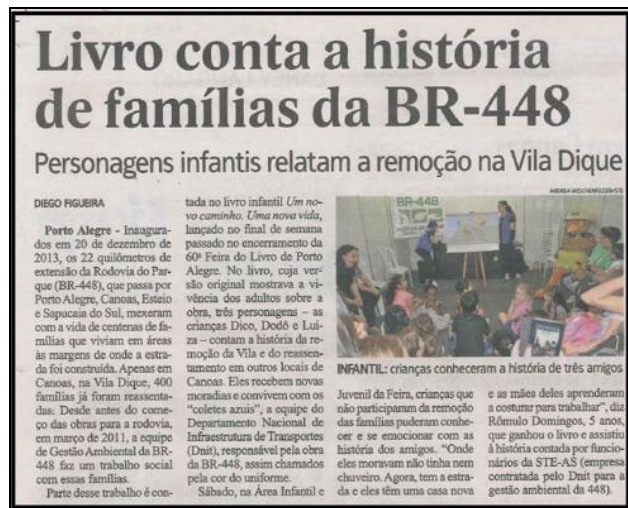 Livro conta a história
de famílias da BR-448
Personagens infantis relatam a remoção na Vila Dique
DIEGO FIGUEIRA
Porto Alegre - Inaugura-
dos em 20 de dezembro de
2013, os 22 quilômetros de
extensão da Rodovia do Par-
que (BR-448), que passa por
Porto Alegre, Canoas, Esteio
e Sapucaia do Sul, mexeram
com a vida de centenas de fa-
mílias que viviam em áreas
às margens de onde a estra-
da foi construída. Apenas em
Canoas, na Vila Dique, 400
famílias já foram reassenta-
das. Desde antes do come-
ço das obras para a rodovia,
em março de 2011, a equipe
de Gestão Ambiental da BR-
448 faz um trabalho social
com essas famílias.
Parte desse trabalho é con-
tada no livro infantil Um no-
vo caminho. Uma nova vida,
lançado no final de semana
passado no encerramento da
60ª Feira do Livro de Porto
Alegre. No livro, cuja ver-
são original mostrava a vi-
vência dos adultos sobre a
obra, três personagens – as
crianças Dico, Dodô e Lui-
za – contam a história da re-
moção da Vila e do reassen-
tamento em outros locais de
Canoas. Eles recebem novas
moradias e convivem com os
"coletes azuis", a equipe do
Departamento Nacional de
Infraestrutura de Transportes
(Dnit), responsável pela obra
da BR-448, assim chamados
pela cor do uniforme.
Sábado, na Área Infantil e
ANDREA WESCHENFELDER/STE
BR-448
INFANTIL: crianças conheceram a história de três amigos
Juvenil da Feira, crianças que
não participaram da remoção
das famílias puderam conhe-
cer e se emocionar com as
história dos amigos. "Onde
eles moravam não tinha nem
chuveiro. Agora, tem a estra-
da e eles têm uma casa nova
e as mães deles aprenderam
a costurar para trabalhar", diz
Rômulo Domingos, 5 anos,
que ganhou o livro e assistiu
à história contada por funcio-
nários da STE-AS (empresa
contratada pelo Dnit para a
gestão ambiental da 448).